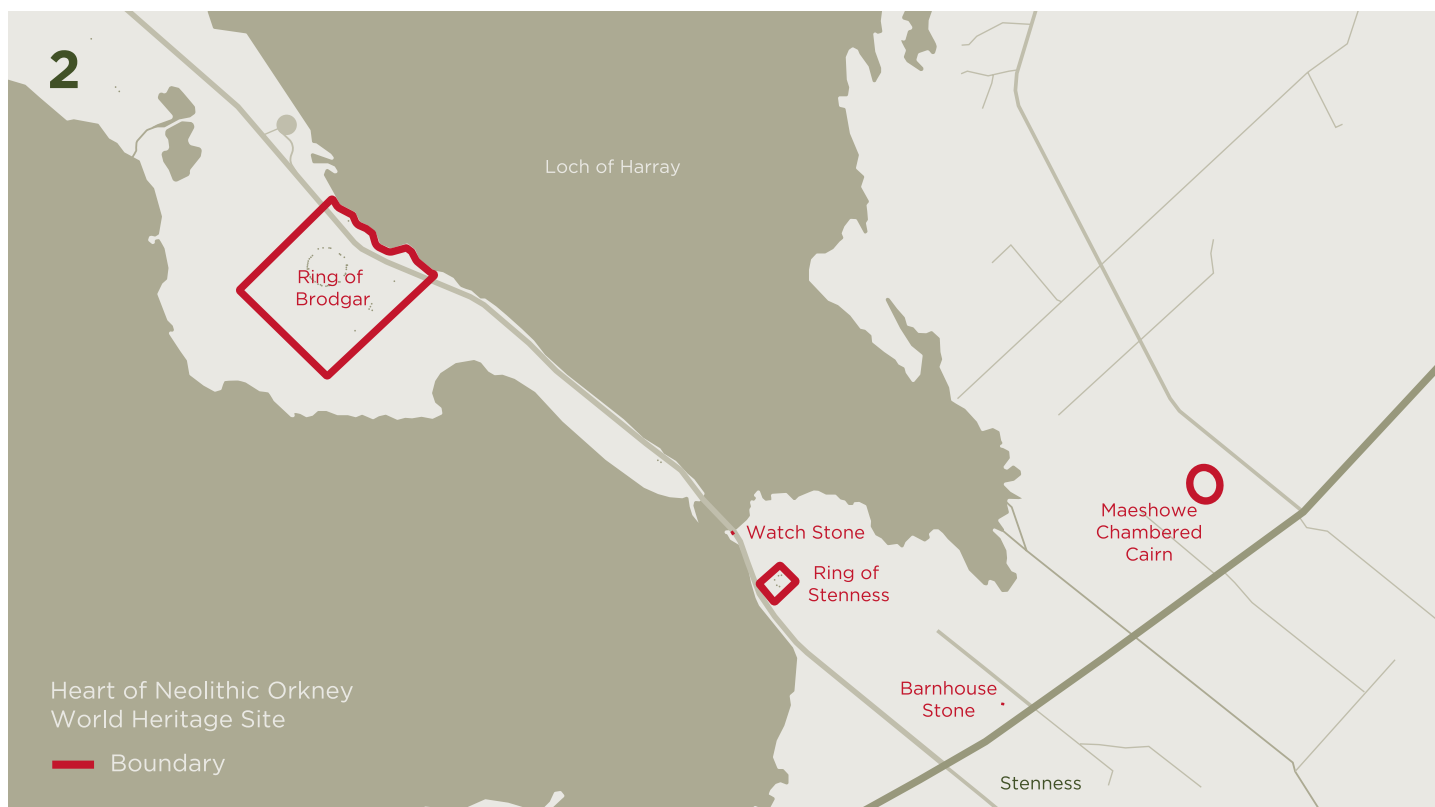 2
Loch of Harray
Ring of
Brodgar
Watch Stone
Ring of
Stenness
Maeshowe
Chambered
Cairn
Barnhouse
Stone
Stenness
Heart of Neolithic Orkney
World Heritage Site
Boundary